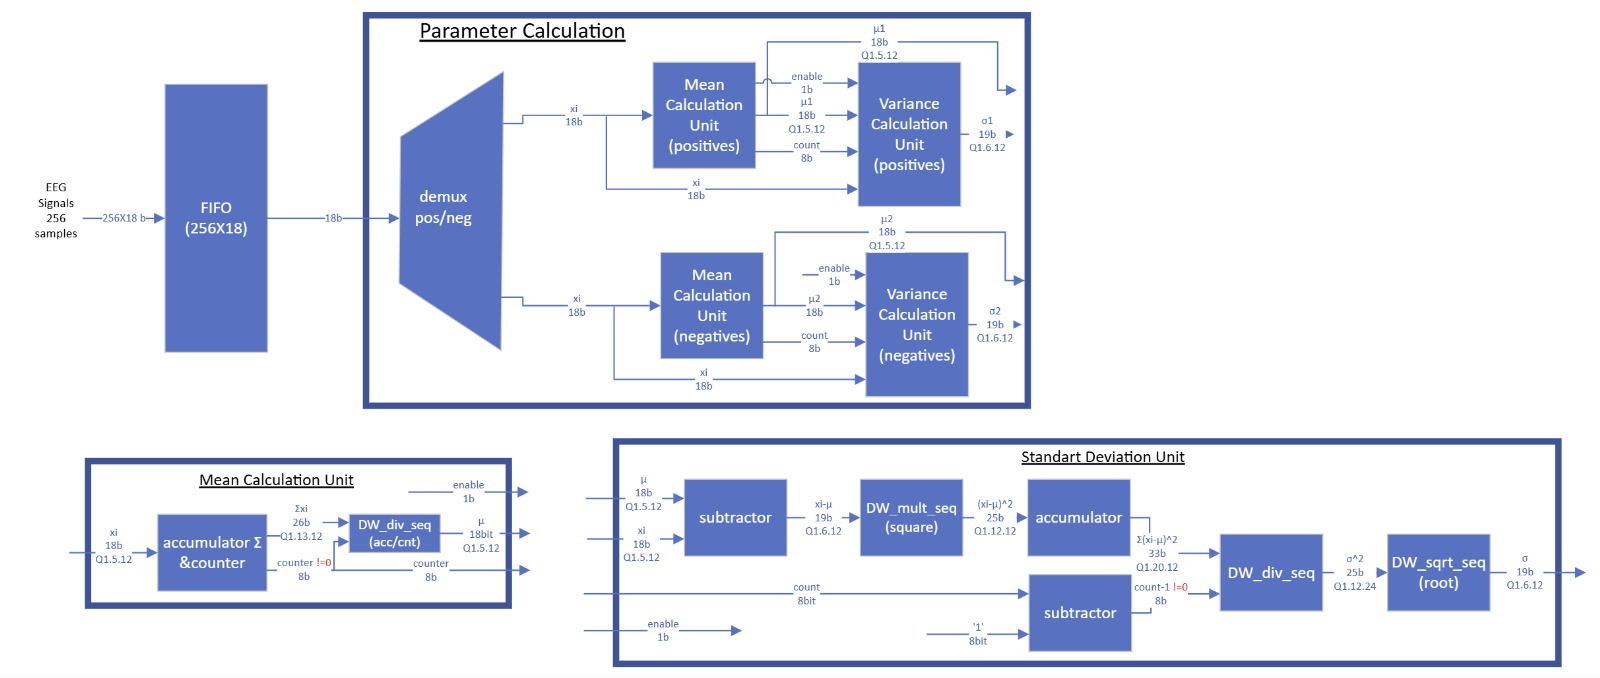 Parameter Calculation
EEG
Signals
256
samples
256X18 b
FIFO
(256X18)
18b
demux
pos/neg
xi
18b
Mean
Calculation
Unit
(positives)
μ1
18b
Q1.5.12
enable
1b
μ1
18b
Q1.5.12
count
8b
xi
18b
Variance
Calculation
Unit
(positives)
σ1
19b
Q1.6.12
xi
18b
Mean
Calculation
Unit
(negatives)
μ2
18b
Q1.5.12
enable
1b
μ2
18b
count
8b
xi
18b
Variance
Calculation
Unit
(negatives)
σ2
19b
Q1.6.12
Mean Calculation Unit
xi
18b
Q1.5.12
accumulator Σ
&counter
Σxi
26b
Q1.13.12
counter !=0
8b
DW_div_seq
(acc/cnt)
enable
1b
μ
18bit
Q1.5.12
counter
8b
Standart Deviation Unit
μ
18b
Q1.5.12
xi
18b
Q1.5.12
subtractor
xi-μ
19b
Q1.6.12
DW_mult_seq
(square)
(xi-μ)^2
25b
Q1.12.12
accumulator
Σ(xi-μ)^2
33b
Q1.20.12
count
8bit
enable
1b
'1'
8bit
subtractor
count-1 !=0
8b
DW_div_seq
σ^2
25b
Q1.12.24
DW_sqrt_seq
(root)
σ
19b
Q1.6.12